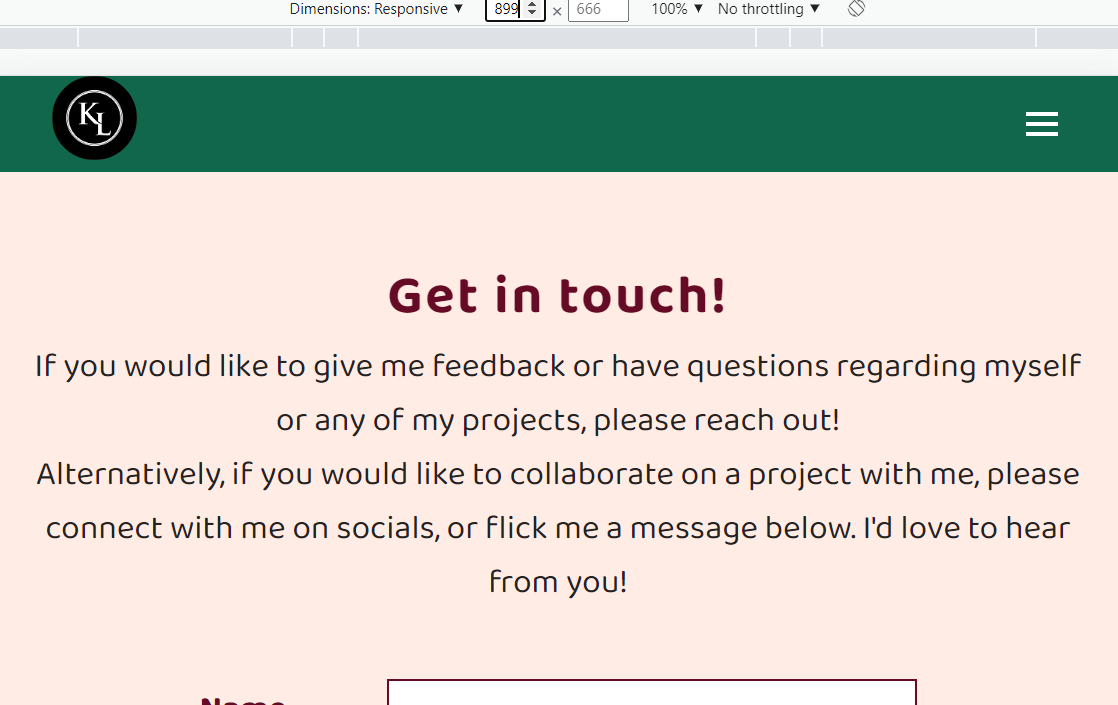 Dimensions: Responsive ▼ 899 × 666 100% ▼ No throttling ▼
KL
Get in touch!
If you would like to give me feedback or have questions regarding myself
or any of my projects, please reach out!
Alternatively, if you would like to collaborate on a project with me, please
connect with me on socials, or flick me a message below. I'd love to hear
from you!
Name